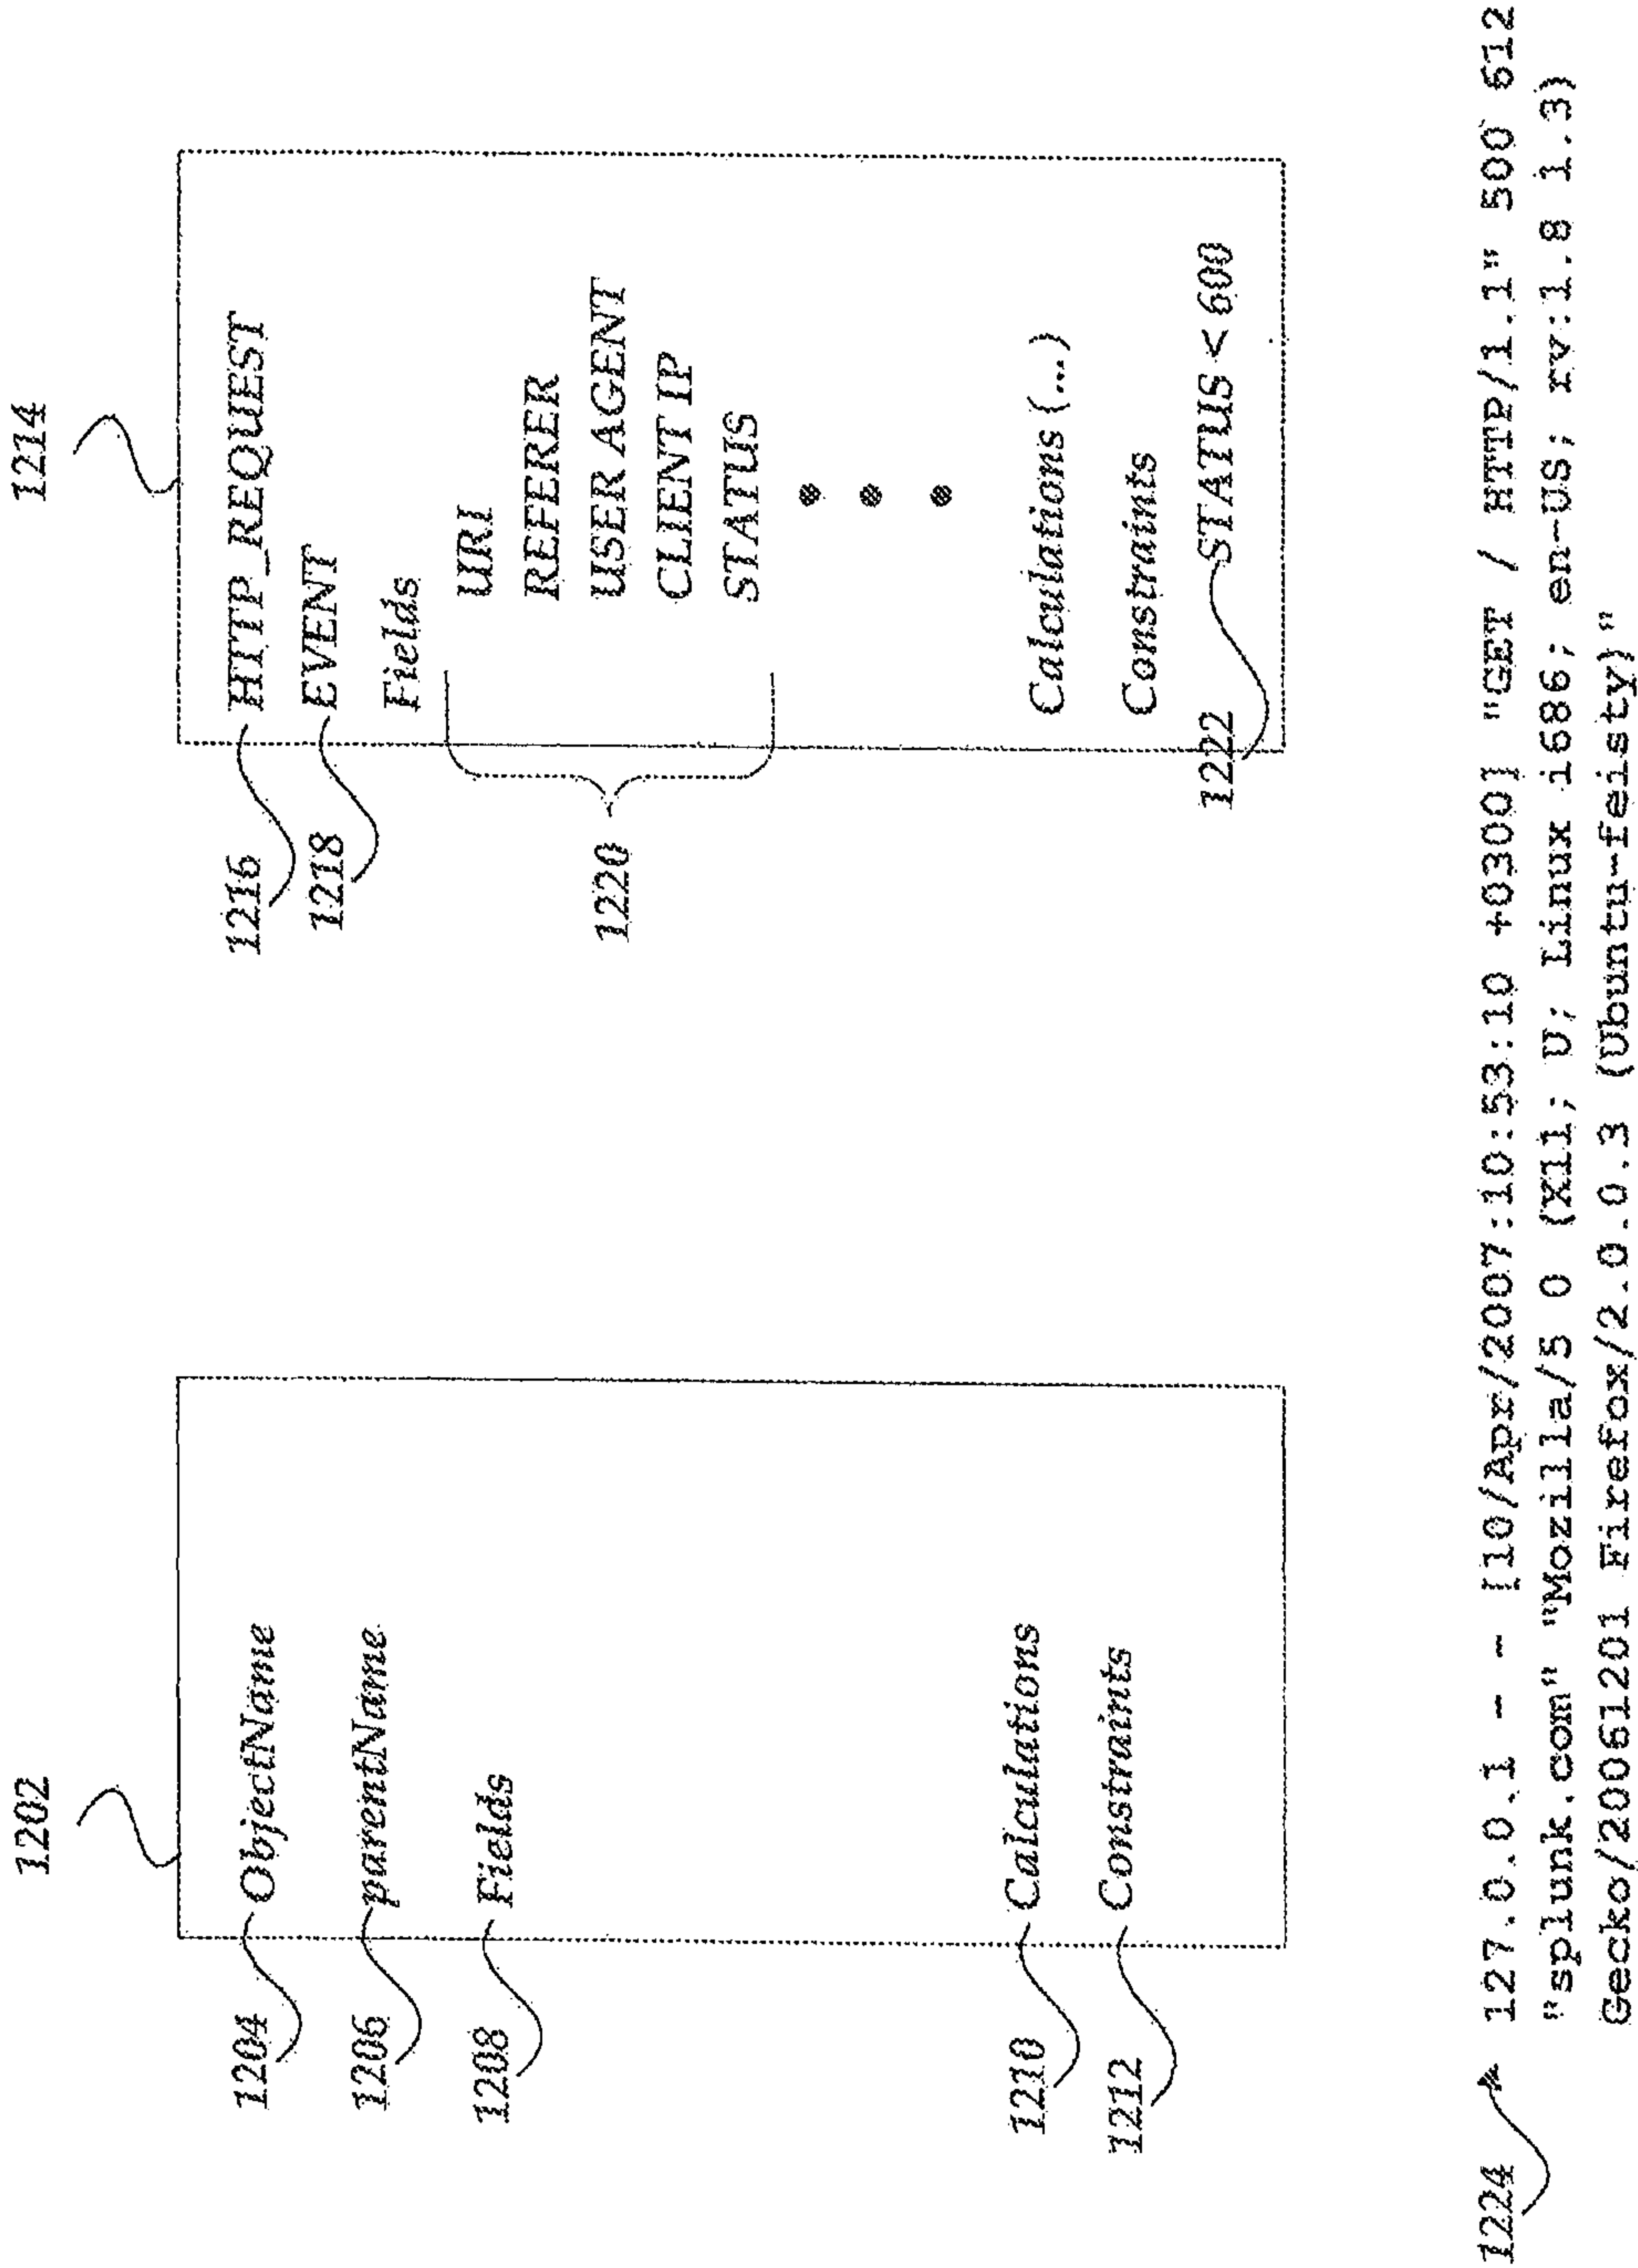 1202
1204
ObjectName
1206
parentName
1208
Fields
1210
Calculations
1212
Constraints
1214
1216
HTTP_REQUEST
1218
EVENT
Fields
1220
URI
REFERER
USER AGENT
CLIENT IP
STATUS
Calculations (...)
Constraints
1222
STATUS < 600
1224
127.0.0.1 - - [10/Apr/2007:10:53:10 +0300] "GET / HTTP/1.1" 500 612
"splunk.com" "Mozilla/5 0 (X11; U; Linux i686; en-US; rv:1.8 1.3)
Gecko/20061201 Firefox/2.0.0.3 (Ubuntu-feisty)"